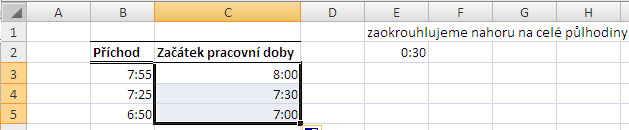 A B C D E F G H
1 zaokrouhlujeme nahoru na celé půlhodiny
2 Příchod Začátek pracovní doby 0:30
3 7:55 8:00
4 7:25 7:30
5 6:50 7:00